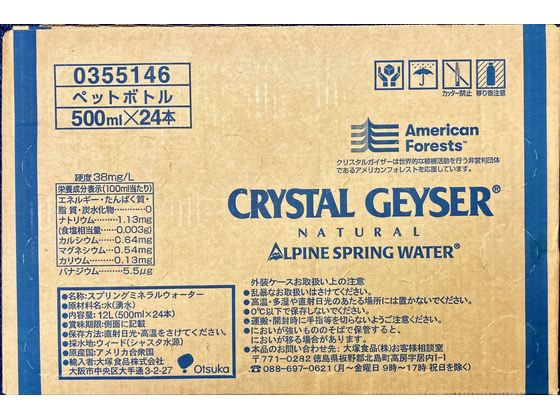 0355146
ペットボトル
500ml×24本
カッター禁止
移り香注意
American
Forests™
クリスタルガイザーは世界的な植樹活動を行う非営利団体
であるアメリカンフォレストを応援しています。
硬度38mg/L
栄養成分表示(100ml当たり)
エネルギー・たんぱく質・
脂質・炭水化物………0
ナトリウム………1.13mg
(食塩相当量………0.003g)
カルシウム………0.64mg
マグネシウム……0.54mg
カリウム…………0.13mg
バナジウム………5.5μg
CRYSTAL GEYSER®
NATURAL
ALPINE SPRING WATER®
●名称:スプリングミネラルウォーター
●原材料名:水(湧水)
●内容量:12L(500ml×24本)
●賞味期限:側面に記載
●保存方法:直射日光・高温をさけてください。
●採水地:ウィード(シャスタ水源)
●原産国:アメリカ合衆国
●輸入者:大塚食品株式会社
大阪市中央区大手通3-2-27
Otsuka
外装ケースお取扱い上の注意
●乱暴なお取扱いはさけてください。
●高温・多湿や直射日光のあたる場所には置かないでください。
●0℃以下で保存しないでください。
●運搬・開封時に手指等を切らないようご注意ください。
●においが強いもののそばで保管すると、
においが移る場合があります。
●本品のお問い合わせ先:大塚食品(株)お客様相談室
〒771-0282 徳島県板野郡北島町高房字居内1-1
☎088-697-0621(月〜金曜日 9時〜17時 祝日を除く)